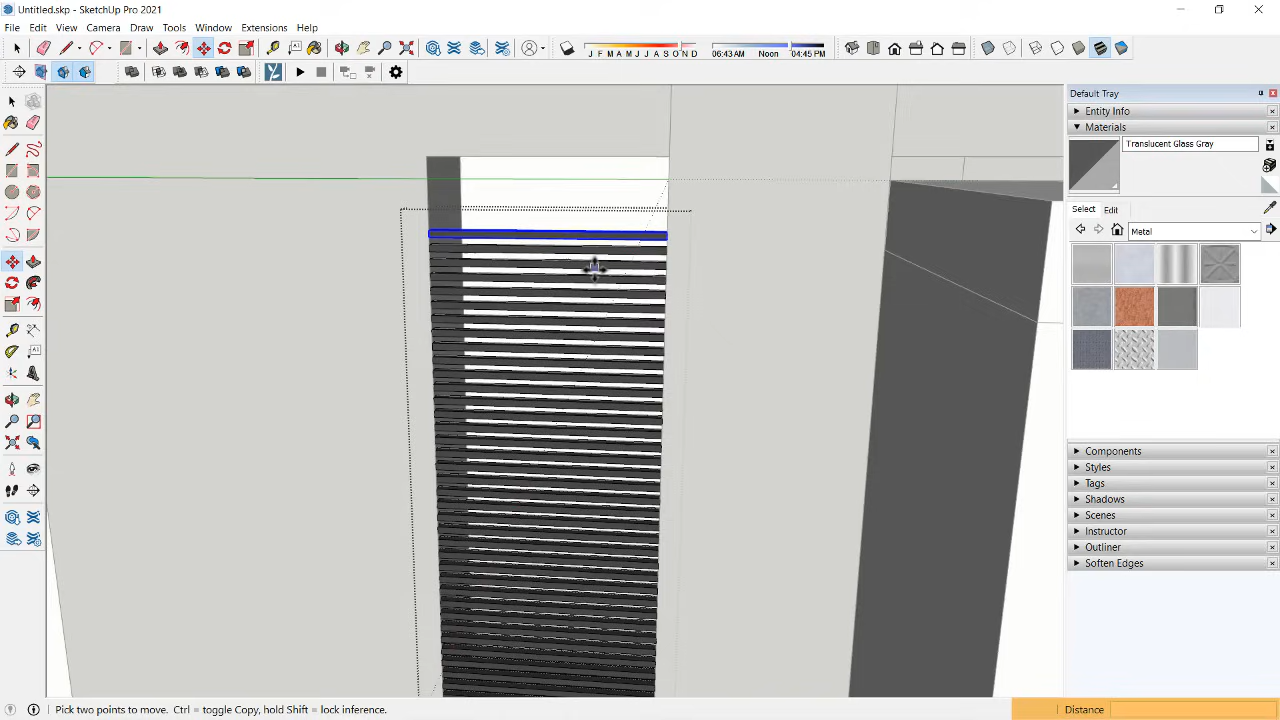 Untitled.skp - SketchUp Pro 2021
File Edit View Camera Draw Tools Window Extensions Help
J F M A M J J A S O N D
06:43 AM Noon 04:45 PM
Default Tray
Entity Info
Materials
Translucent Glass Gray
Select Edit
Metal
Components
Styles
Tags
Shadows
Scenes
Instructor
Outliner
Soften Edges
Pick two points to move. Ctrl = toggle Copy, hold Shift = lock inference.
Distance